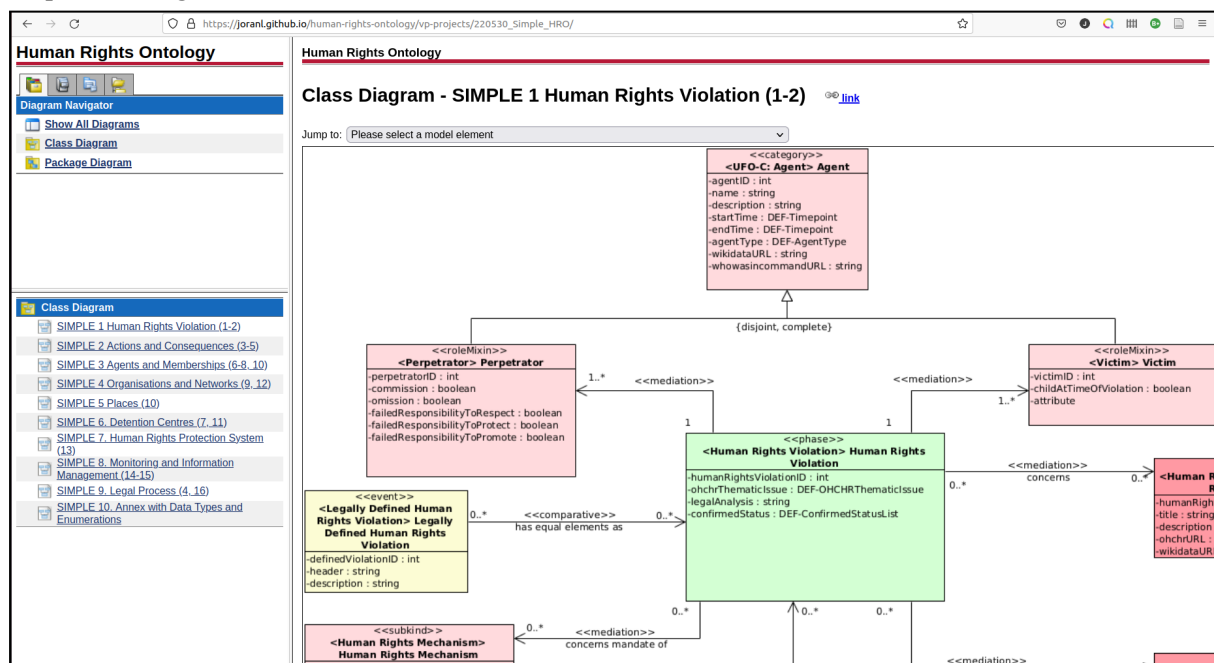 https://joranl.github.io/human-rights-ontology/vp-projects/220530_Simple_HRO/
Human Rights Ontology
Diagram Navigator
Show All Diagrams
Class Diagram
Package Diagram
Class Diagram
SIMPLE 1 Human Rights Violation (1-2)
SIMPLE 2 Actions and Consequences (3-5)
SIMPLE 3 Agents and Memberships (6-8, 10)
SIMPLE 4 Organisations and Networks (9, 12)
SIMPLE 5 Places (10)
SIMPLE 6. Detention Centres (7, 11)
SIMPLE 7. Human Rights Protection System
(13)
SIMPLE 8. Monitoring and Information
Management (14-15)
SIMPLE 9. Legal Process (4, 16)
SIMPLE 10. Annex with Data Types and
Enumerations
Human Rights Ontology
Class Diagram - SIMPLE 1 Human Rights Violation (1-2) link
Jump to: Please select a model element
<<category>>
<UFO-C: Agent> Agent
-agentID : int
-name : string
-description : string
-startTime : DEF-Timepoint
-endTime : DEF-Timepoint
-agentType : DEF-AgentType
-wikidataURL : string
-whowasincommandURL : string
{disjoint, complete}
<<roleMixin>>
<Perpetrator> Perpetrator
-perpetratorID : int
-commission : boolean
-omission : boolean
-failedResponsibilityToRespect : boolean
-failedResponsibilityToProtect : boolean
-failedResponsibilityToPromote : boolean
1..*
<<mediation>>
1
<<mediation>>
1..*
1
<<roleMixin>>
<Victim> Victim
-victimID : int
-childAtTimeOfViolation : boolean
-attribute
<<phase>>
<Human Rights Violation> Human Rights
Violation
-humanRightsViolationID : int
-ohchrThematicIssue : DEF-OHCHRThematicIssue
-legalAnalysis : string
-confirmedStatus : DEF-ConfirmedStatusList
<<mediation>>
concerns
0..*
0..*
<Human R
R
-humanRigh
-title : string
-description
-ohchrURL :
-wikidataURI
<<event>>
<Legally Defined Human
Rights Violation> Legally
Defined Human Rights
Violation
-definedViolationID : int
-header : string
-description : string
0..*
<<comparative>>
has equal elements as
0..*
0..*
0..*
0..*
<<subkind>>
<Human Rights Mechanism>
Human Rights Mechanism
0..*
<<mediation>>
concerns mandate of
<<mediation>>